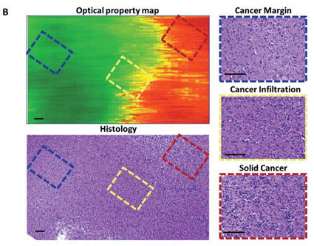 B
Optical property map
Cancer Margin
Cancer Infiltration
Histology
Solid Cancer